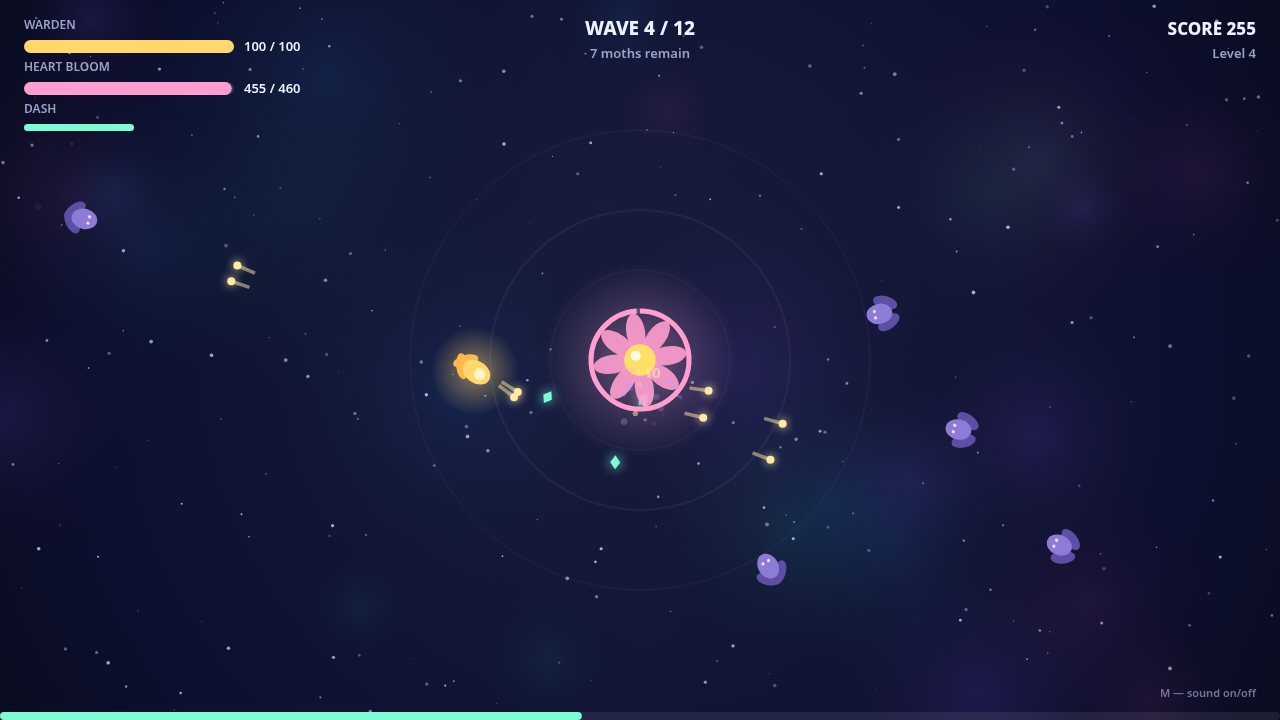 WARDEN
100 / 100
HEART BLOOM
455 / 460
DASH
WAVE 4 / 12
7 moths remain
SCORE 255
Level 4
M — sound on/off